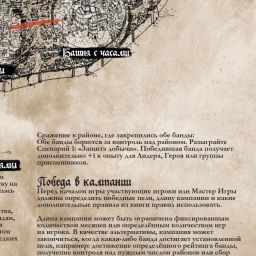 Башня с часами
Сражение в районе, где закрепились обе банды:
Обе банды борются за контроль над районом. Разыграйте
Сценарий 1: «Защита добычи». Победившая банда получает
дополнительно +1 к опыту для Лидера, Героя или группы
приспешников.
Победа в кампании
Перед началом игры участвующие игроки или Мастер Игры
должны определить победные цели, длину кампании и какие
дополнительные правила из книги правил использовать.
Длина кампании может быть ограничена фиксированным
количеством месяцев или определённым количеством игр
на игрока. В качестве альтернативы, кампания может
закончиться, когда какая-либо банда достигает установленной
цели, например: достижение определённого рейтинга банды,
получение контроля над нужным числом районов или сбор